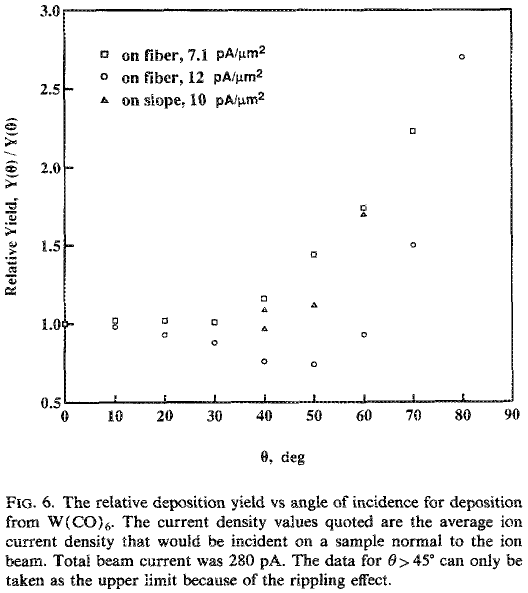 3.0
on fiber, 7.1 pA/μm²
on fiber, 12 pA/μm²
on slope, 10 pA/μm²
2.5
2.0
1.5
1.0
0.5
Relative Yield, Y(θ) / Y(0)
0 10 20 30 40 50 60 70 80 90
θ, deg
FIG. 6. The relative deposition yield vs angle of incidence for deposition
from W(CO)₆. The current density values quoted are the average ion
current density that would be incident on a sample normal to the ion
beam. Total beam current was 280 pA. The data for θ > 45° can only be
taken as the upper limit because of the rippling effect.